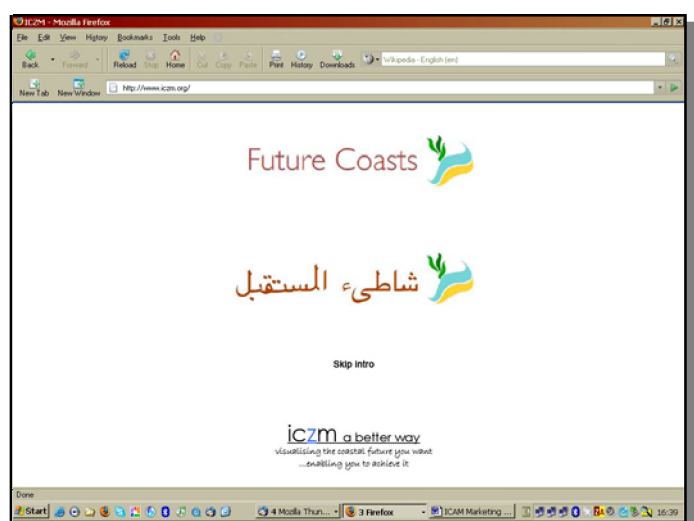 ICZM - Mozilla Firefox
File Edit View History Bookmarks Tools Help
Back Forward Reload Stop Home Cut Copy Paste Print History Downloads Wikipedia - English (en)
New Tab New Window http://www.iczm.org/
Future Coasts
شاطىء المستقبل
Skip intro
iczm a better way
visualising the coastal future you want
...enabling you to achieve it
Done
Start 4 Mozilla Thun... 3 Firefox ICAM Marketing ... 16:39